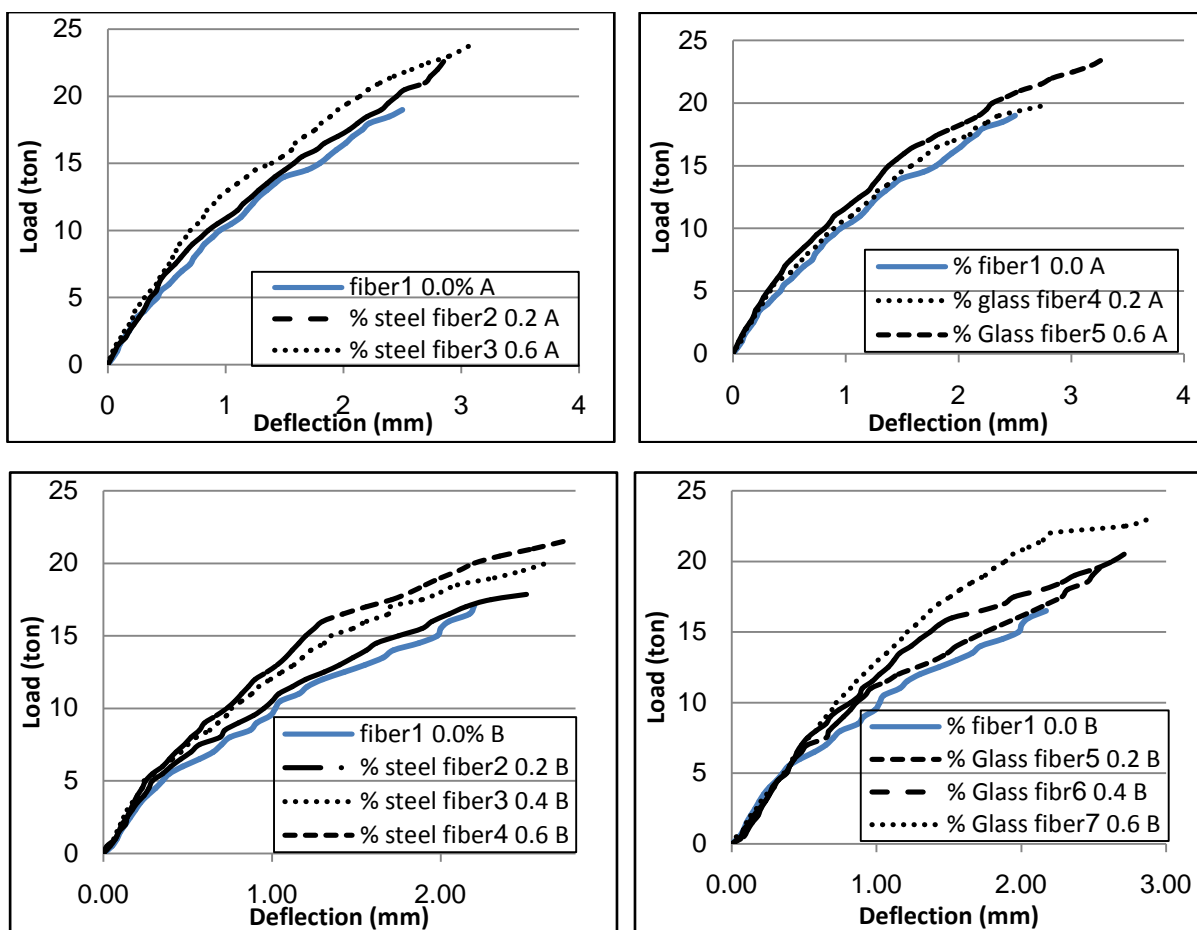 25
20
15
10
5
0
Load (ton)
0 1 2 3 4
Deflection (mm)
fiber1 0.0% A
% steel fiber2 0.2 A
% steel fiber3 0.6 A
25
20
15
10
5
0
Load (ton)
0 1 2 3 4
Deflection (mm)
% fiber1 0.0 A
% glass fiber4 0.2 A
% Glass fiber5 0.6 A
25
20
15
10
5
0
Load (ton)
0.00 1.00 2.00
Deflection (mm)
fiber1 0.0% B
% steel fiber2 0.2 B
% steel fiber3 0.4 B
% steel fiber4 0.6 B
25
20
15
10
5
0
Load (ton)
0.00 1.00 2.00 3.00
Deflection (mm)
% fiber1 0.0 B
% Glass fiber5 0.2 B
% Glass fibr6 0.4 B
% Glass fiber7 0.6 B